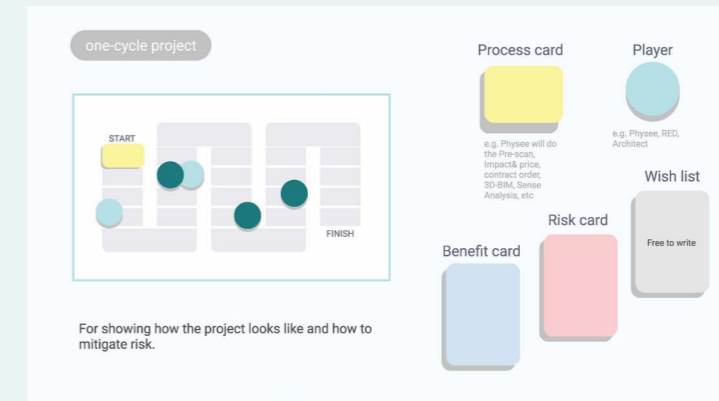 one-cycle project
START
FINISH
For showing how the project looks like and how to
mitigate risk.
Process card
e.g. Physee will do
the Pre-scan,
Impact& price,
contract order,
3D-BIM, Sense
Analysis, etc
Player
e.g. Physee, RED,
Architect
Wish list
Free to write
Risk card
Benefit card